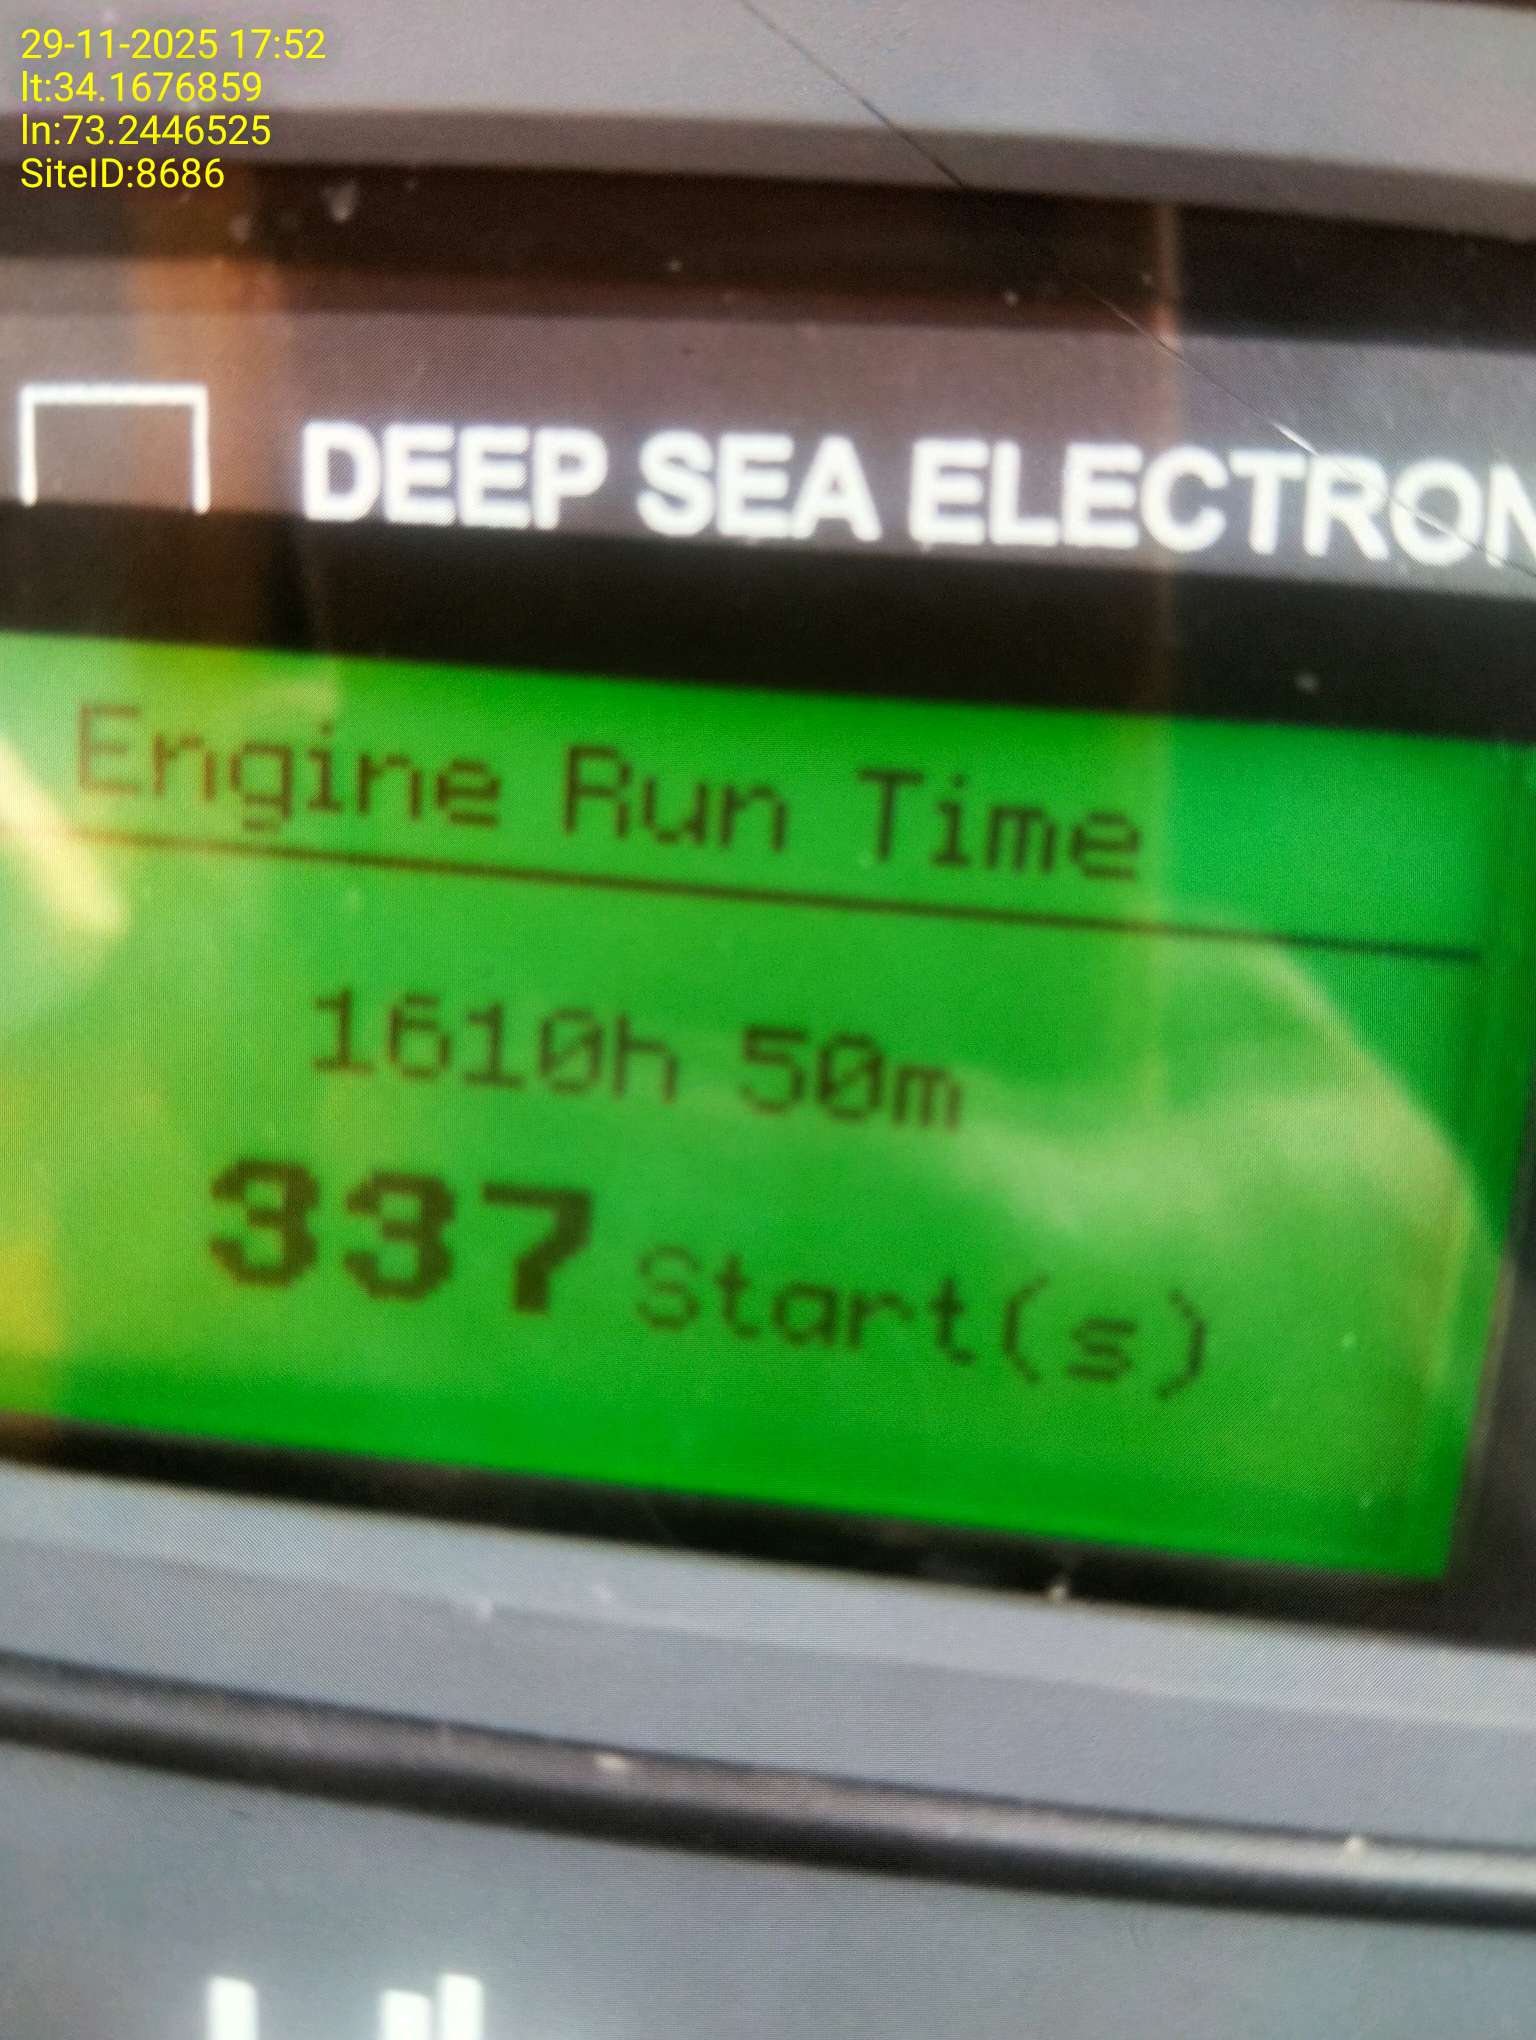 29-11-2025 17:52
lt:34.1676859
ln:73.2446525
SiteID:8686
DEEP SEA ELECTRON
Engine Run Time
1610h 50m
337 Start(s)